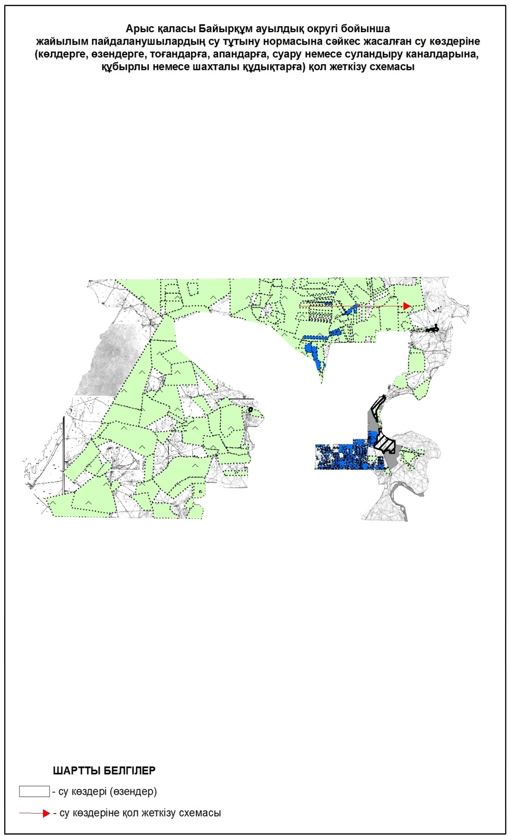 Арыс қаласы Байырқұм ауылдық округі бойынша
жайылым пайдаланушылардың су тұтыну нормасына сәйкес жасалған су көздеріне
(көлдерге, өзендерге, тоғандарға, апандарға, суару немесе суландыру каналдарына,
құбырлы немесе шахталы құдықтарға) қол жеткізу схемасы
ШАРТТЫ БЕЛГІЛЕР
- су көздері (өзендер)
- су көздеріне қол жеткізу схемасы